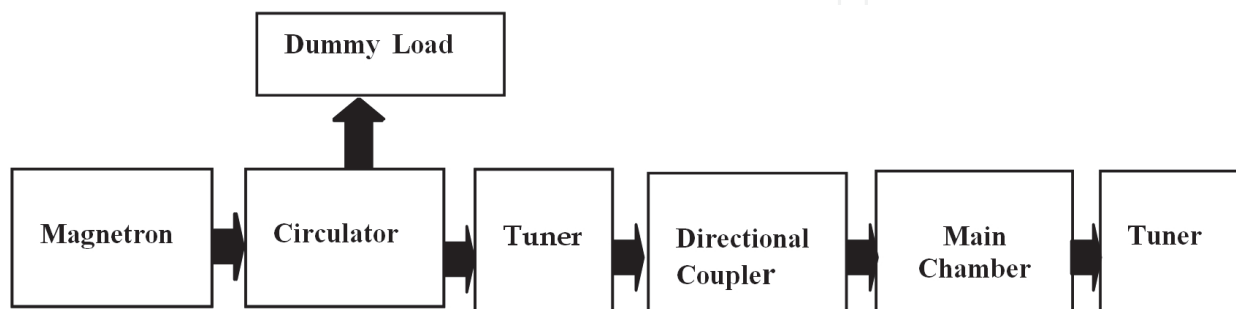 Dummy Load
Magnetron
Circulator
Tuner
Directional
Coupler
Main
Chamber
Tuner